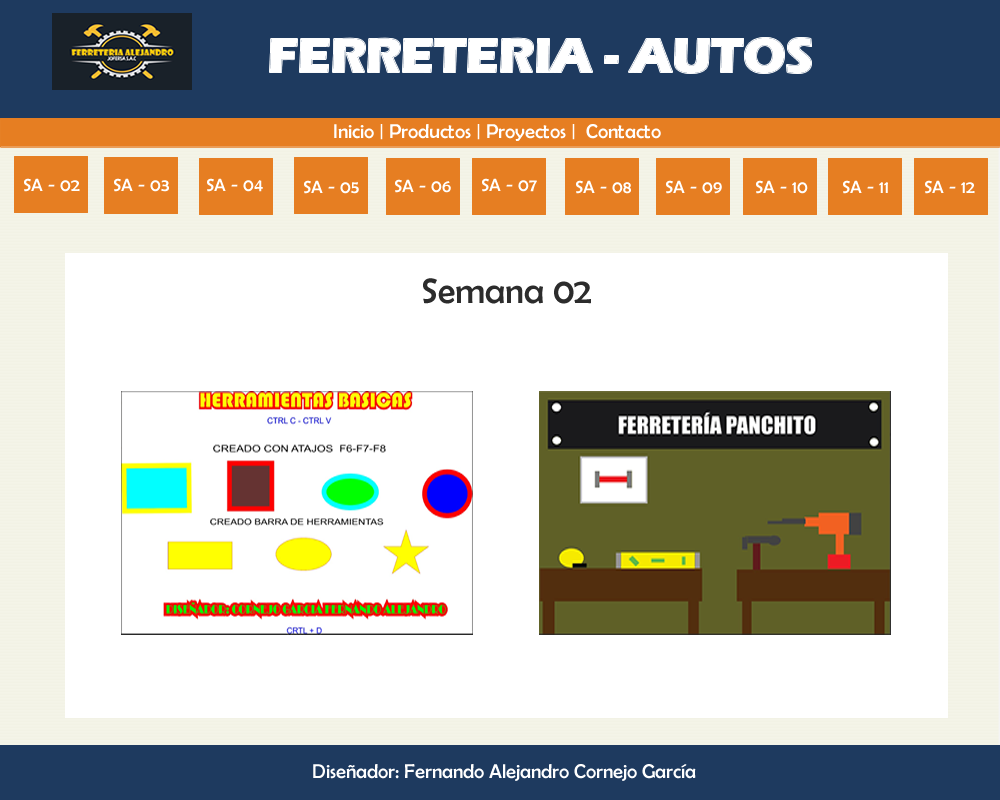 FERRETERIA ALEJANDRO
JOFERSA S.A.C
FERRETERIA - AUTOS
Inicio | Productos | Proyectos | Contacto
SA - 02 SA - 03 SA - 04 SA - 05 SA - 06 SA - 07 SA - 08 SA - 09 SA - 10 SA - 11 SA - 12
Semana 02
HERRAMIENTAS BASICAS
CTRL C - CTRL V
CREADO CON ATAJOS F6-F7-F8
CREADO BARRA DE HERRAMIENTAS
DISEÑADOR: CORNEJO GARCIA FERNANDO ALEJANDRO
CRTL + D
FERRETERÍA PANCHITO
Diseñador: Fernando Alejandro Cornejo García